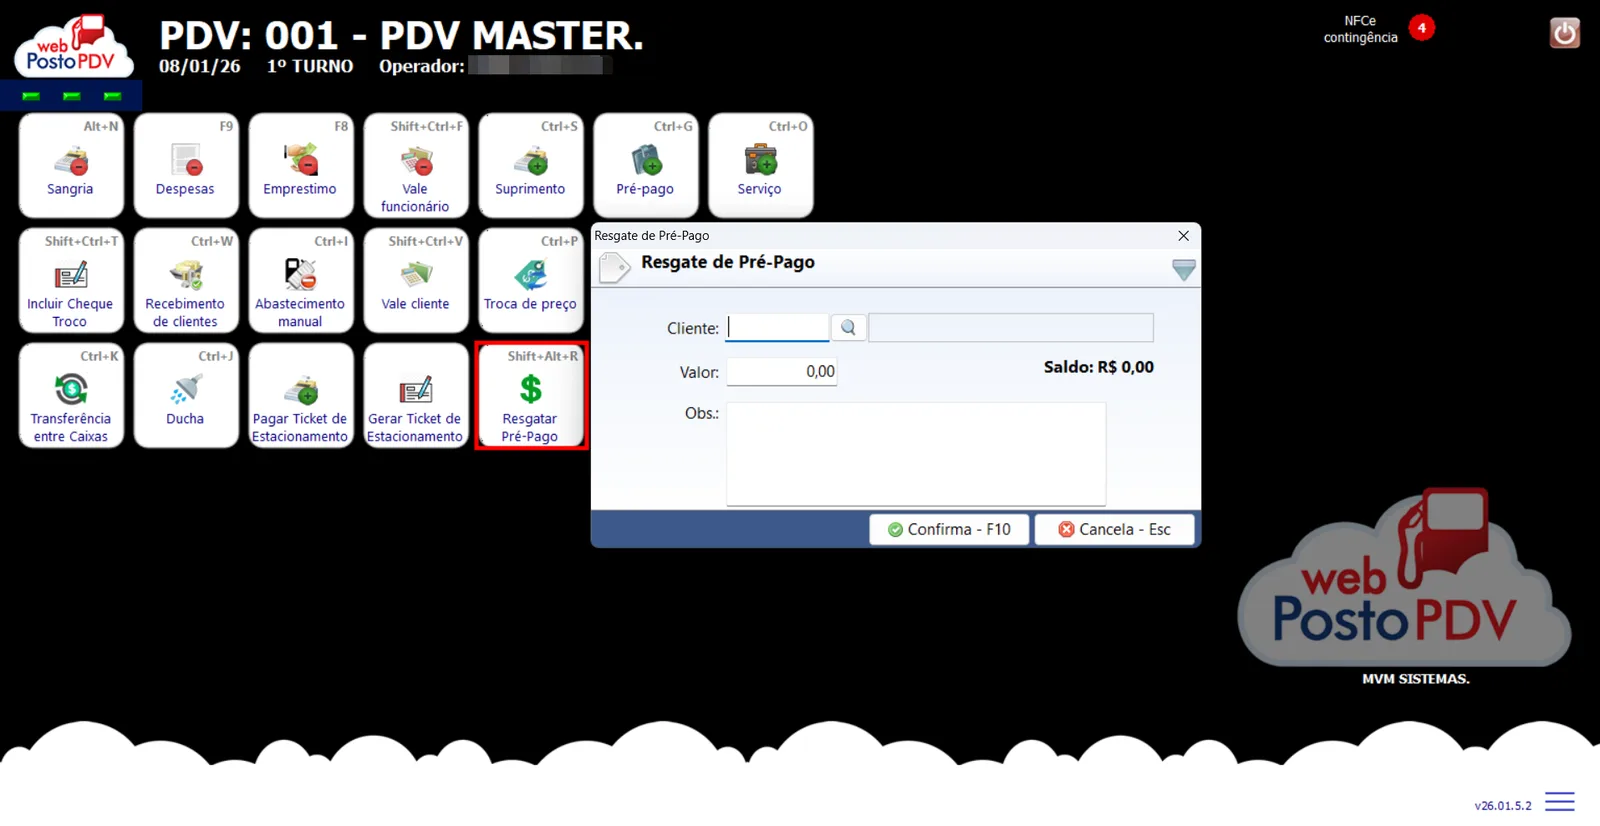 web
PostoPDV
PDV: 001 - PDV MASTER.
08/01/26 1º TURNO Operador:
NFCe
contingência
4
Alt+N
Sangria
F9
Despesas
F8
Emprestimo
Shift+Ctrl+F
Vale
funcionário
Ctrl+S
Suprimento
Ctrl+G
Pré-pago
Ctrl+O
Serviço
Shift+Ctrl+T
Incluir Cheque
Troco
Ctrl+W
Recebimento
de clientes
Ctrl+I
Abastecimento
manual
Shift+Ctrl+V
Vale cliente
Ctrl+P
Troca de preço
Ctrl+K
Transferência
entre Caixas
Ctrl+J
Ducha
Pagar Ticket de
Estacionamento
Gerar Ticket de
Estacionamento
Shift+Alt+R
Resgatar
Pré-Pago
Resgate de Pré-Pago
Resgate de Pré-Pago
Cliente:
Valor: 0,00
Saldo: R$ 0,00
Obs.:
Confirma - F10
Cancela - Esc
web
PostoPDV
MVM SISTEMAS.
v26.01.5.2